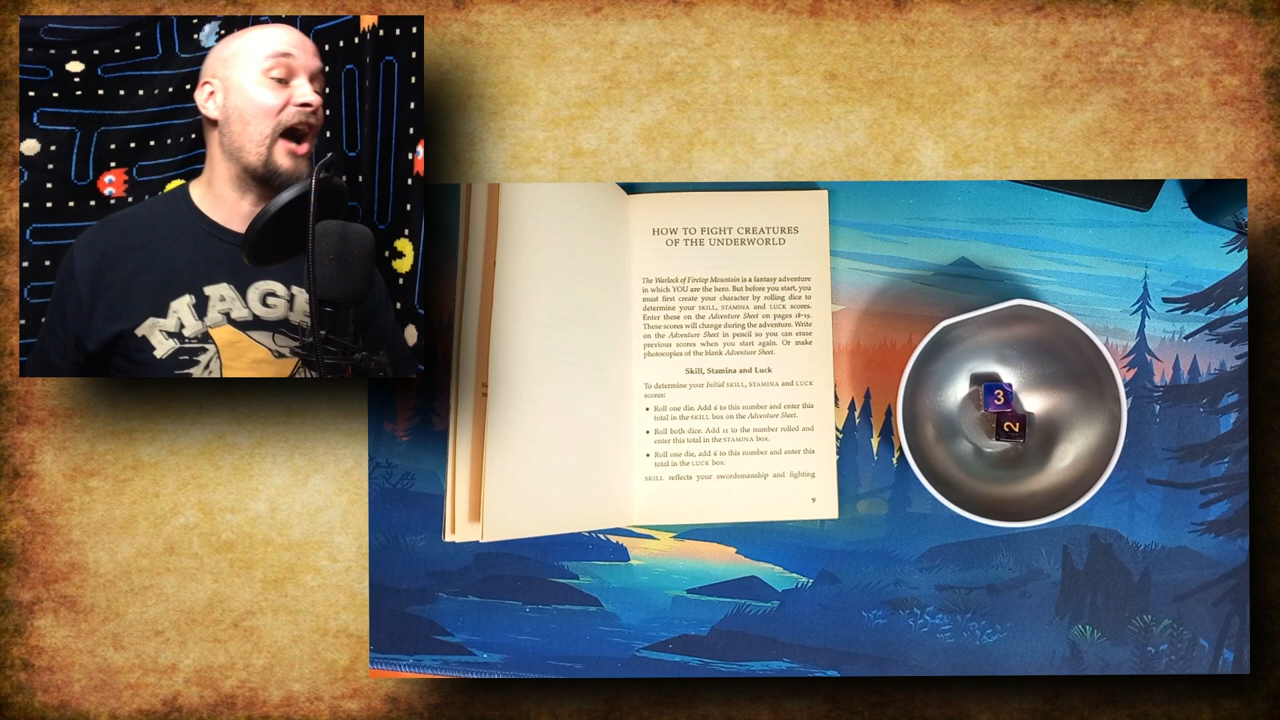 MAGE
HOW TO FIGHT CREATURES
OF THE UNDERWORLD
The Warlock of Firetop Mountain is a fantasy adventure
in which YOU are the hero. But before you start, you
must first create your character by rolling dice to
determine your SKILL, STAMINA and LUCK scores.
Enter these on the Adventure Sheet on pages 18-19.
These scores will change during the adventure. Write
on the Adventure Sheet in pencil so you can erase
previous scores when you start again. Or make
photocopies of the blank Adventure Sheet.
Skill, Stamina and Luck
To determine your Initial SKILL, STAMINA and LUCK
scores:
• Roll one die. Add 6 to this number and enter this
total in the SKILL box on the Adventure Sheet.
• Roll both dice. Add 12 to the number rolled and
enter this total in the STAMINA box.
• Roll one die, add 6 to this number and enter this
total in the LUCK box.
SKILL reflects your swordsmanship and fighting
9
3
2